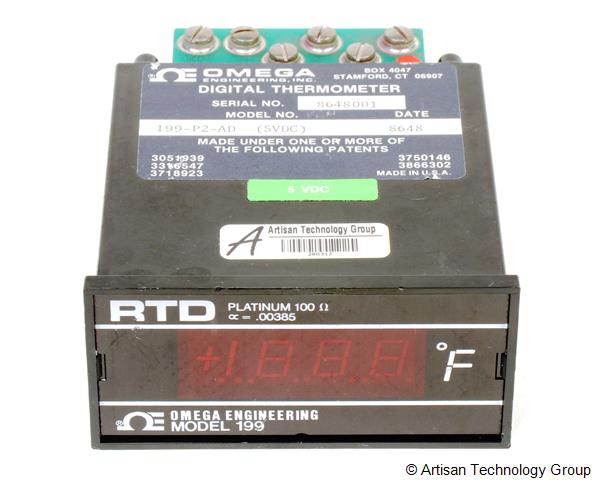 OMEGA
ENGINEERING, INC.
BOX 4047
STAMFORD, CT 06907
DIGITAL THERMOMETER
SERIAL NO. 8648001
MODEL NO. DATE
199-P2-AD (5VDC) 8648
MADE UNDER ONE OR MORE OF
THE FOLLOWING PATENTS
3051939 3750146
3316547 3866302
3718923 MADE IN U.S.A.
5 VDC
A Artisan Technology Group
RTD PLATINUM 100 Ω
∝ = .00385
+1888 °F
OMEGA ENGINEERING
MODEL 199
© Artisan Technology Group